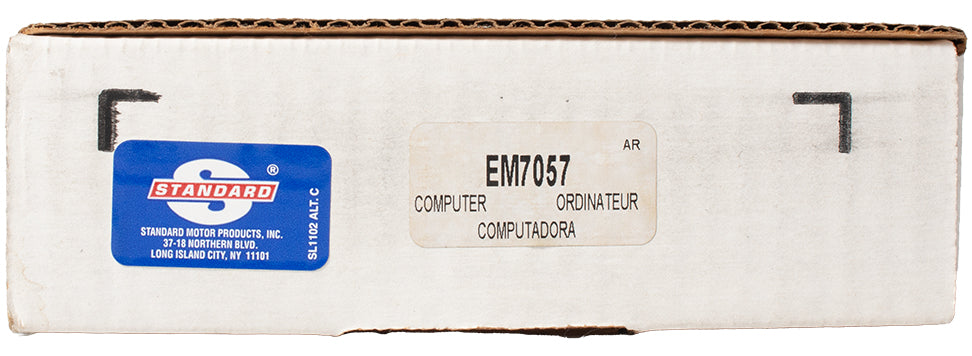 STANDARD ®
STANDARD MOTOR PRODUCTS, INC.
37-18 NORTHERN BLVD.
LONG ISLAND CITY, NY 11101
SL1102 ALT. C
AR
EM7057
COMPUTER ORDINATEUR
COMPUTADORA